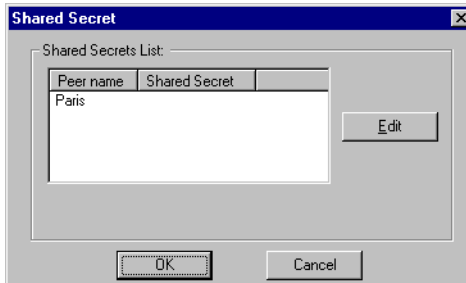 Shared Secret
Shared Secrets List:
Peer name Shared Secret
Paris
Edit
OK Cancel